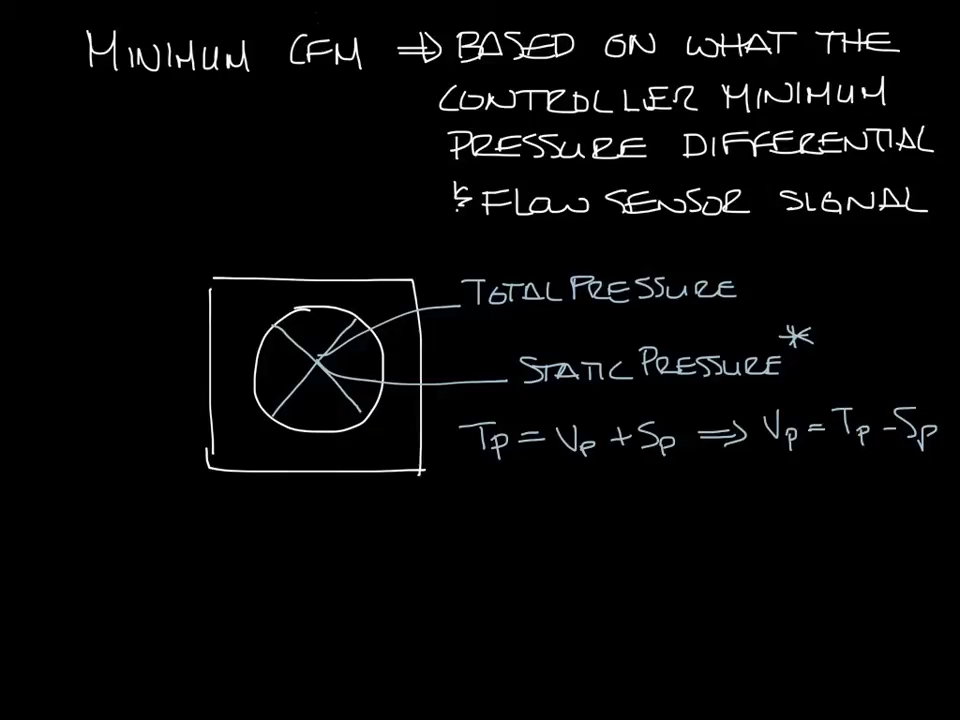 MINIMUM CFM ⇒ BASED ON WHAT THE
CONTROLLER MINIMUM
PRESSURE DIFFERENTIAL
& FLOW SENSOR SIGNAL
TOTAL PRESSURE
STATIC PRESSURE*
Tp = Vp + Sp ⇒ Vp = Tp - Sp